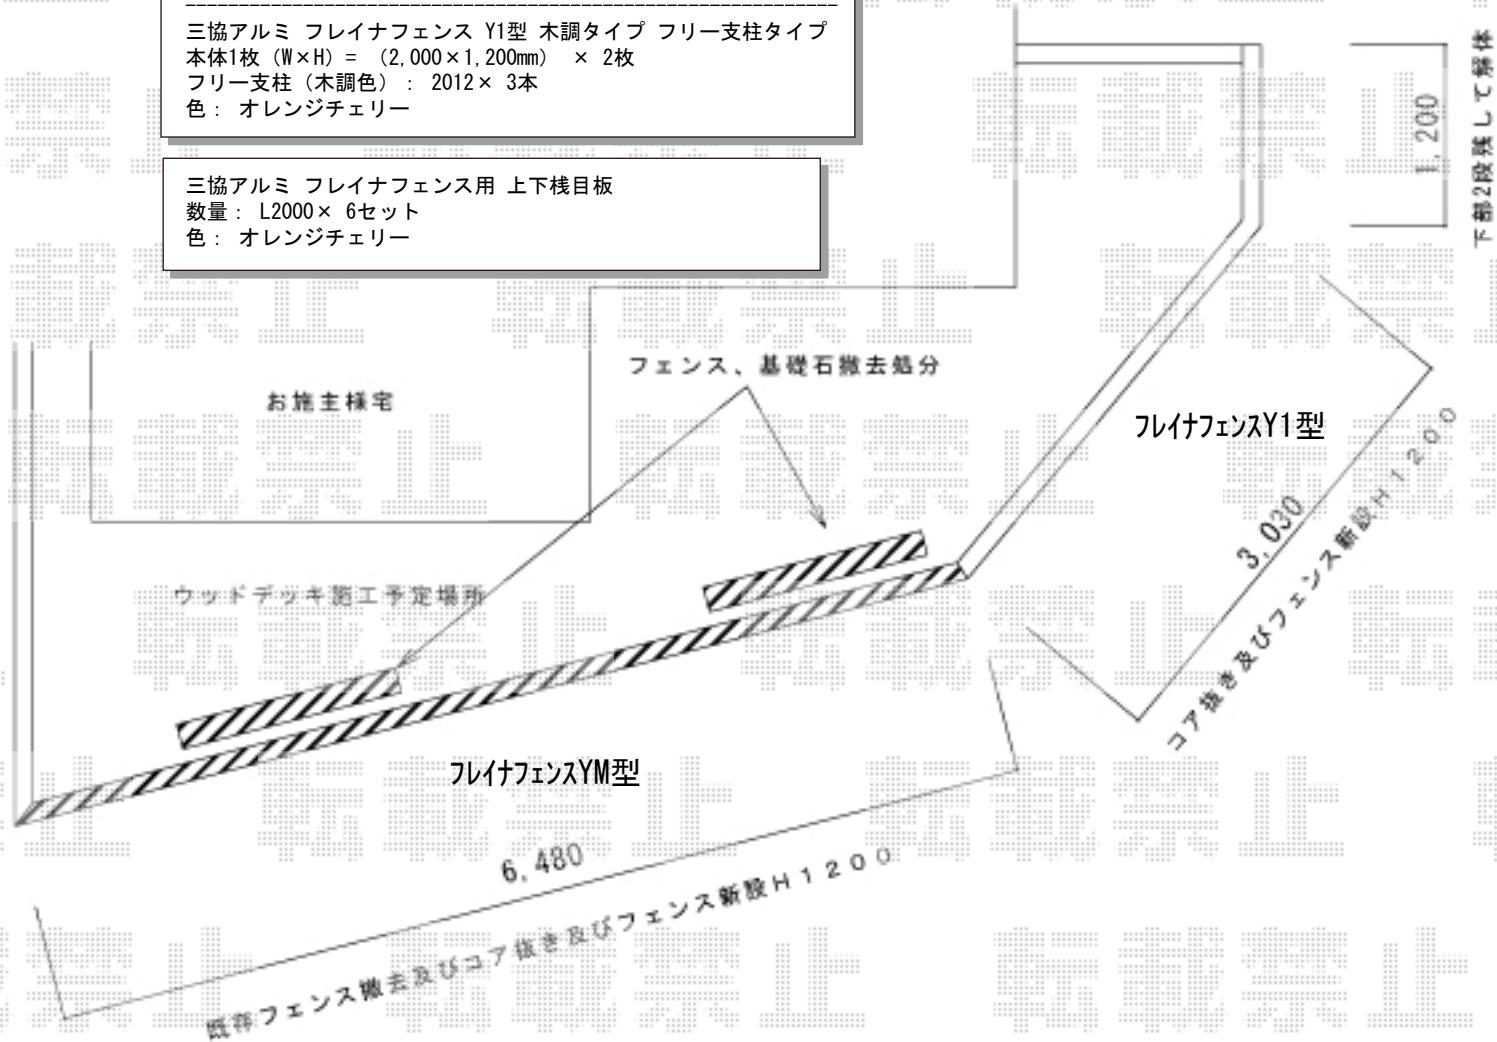 三協アルミ フレイナフェンス Y1型 木調タイプ フリー支柱タイプ
本体1枚（W×H）= （2,000×1,200mm） × 2枚
フリー支柱（木調色）： 2012× 3本
色： オレンジチェリー
三協アルミ フレイナフェンス用 上下桟目板
数量： L2000× 6セット
色： オレンジチェリー
1,200
下部2段残して解体
フェンス、基礎石撤去処分
お施主様宅
フレイナフェンスY1型
3,030
コア抜き及びフェンス新設H1200
ウッドデッキ施工予定場所
フレイナフェンスYM型
6,480
既存フェンス撤去及びコア抜き及びフェンス新設H1200
転載禁止